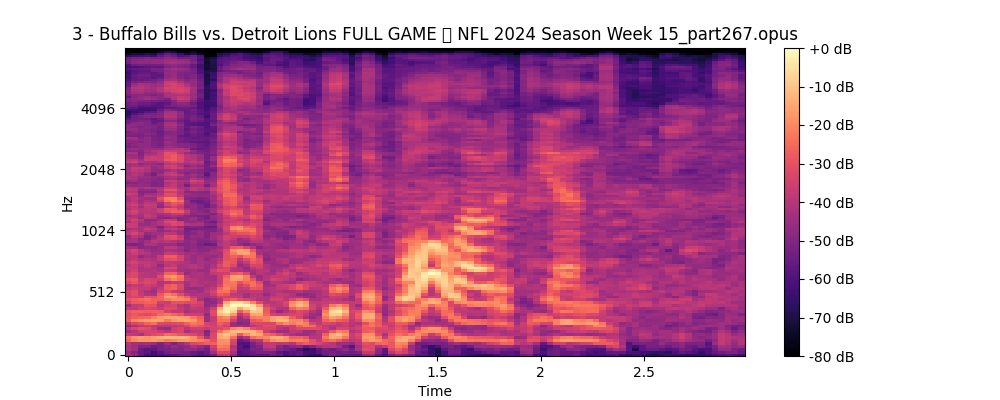 3 - Buffalo Bills vs. Detroit Lions FULL GAME ▯ NFL 2024 Season Week 15_part267.opus
+0 dB
-10 dB
-20 dB
-30 dB
-40 dB
-50 dB
-60 dB
-70 dB
-80 dB
4096
2048
1024
512
0
Hz
0
0.5
1
1.5
2
2.5
Time